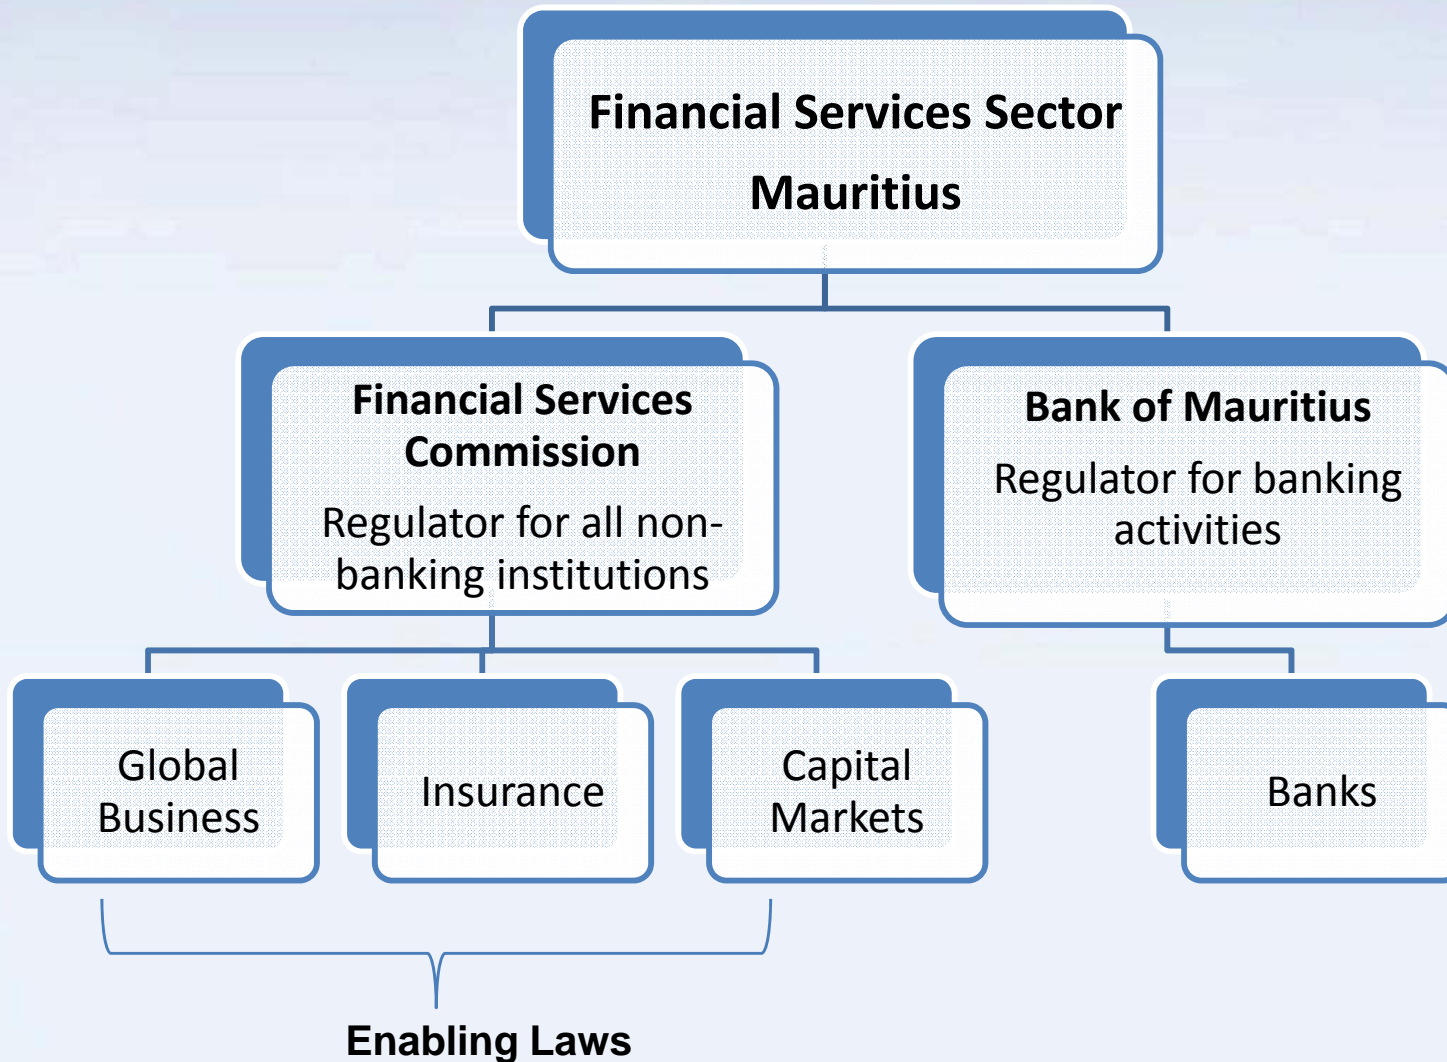 Financial Services Sector
Mauritius
Financial Services
Commission
Regulator for all non-
banking institutions
Bank of Mauritius
Regulator for banking
activities
Global
Business
Insurance
Capital
Markets
Banks
Enabling Laws